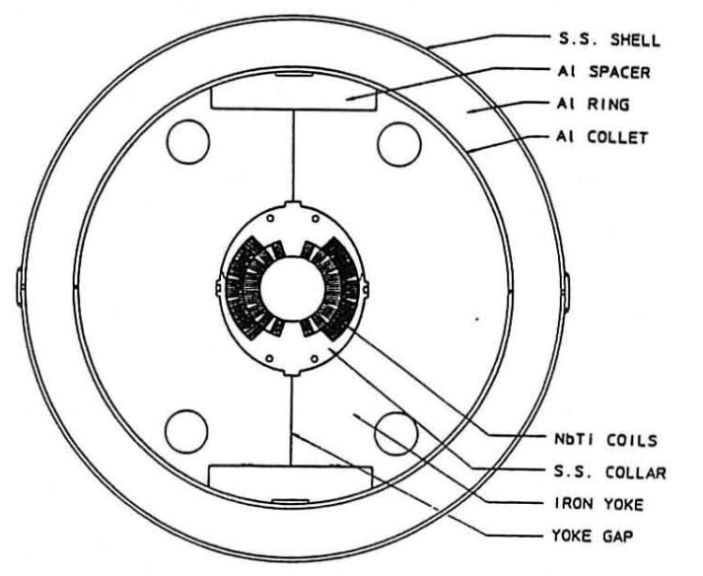 S.S. SHELL
Al SPACER
Al RING
Al COLLET
NbTi COILS
S.S. COLLAR
IRON YOKE
YOKE GAP